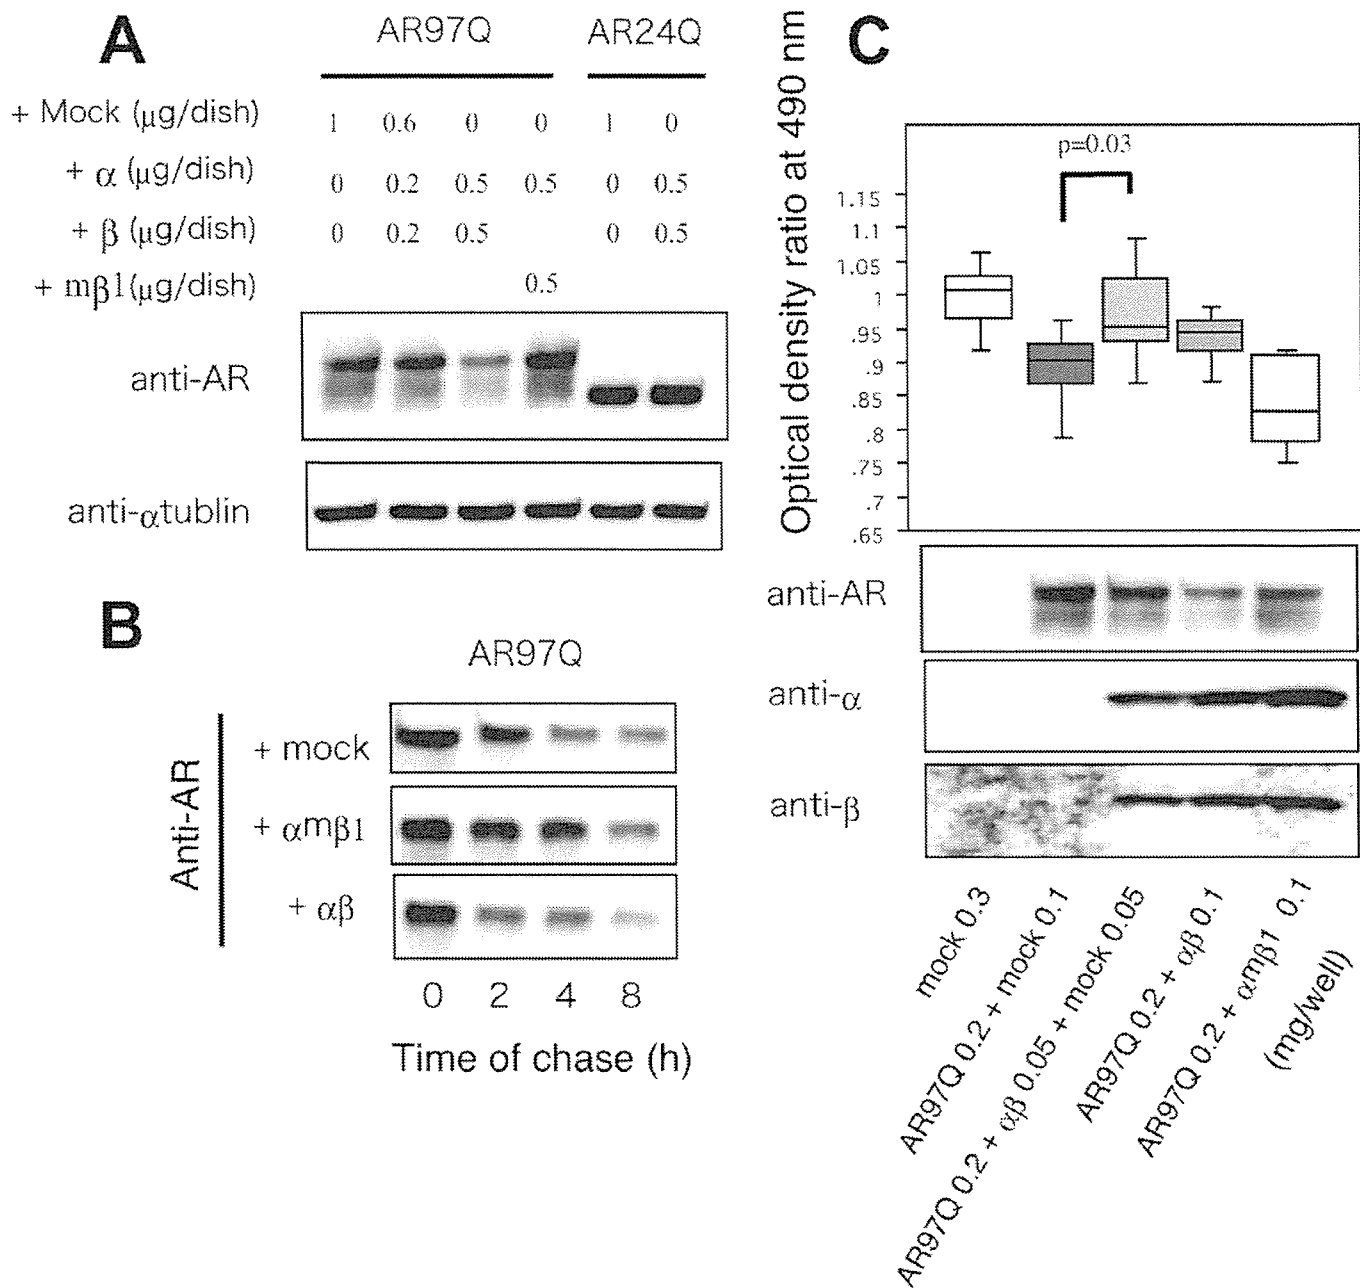 A
AR97Q AR24Q
+ Mock (μg/dish) 1 0.6 0 0 1 0
+ α (μg/dish) 0 0.2 0.5 0.5 0 0.5
+ β (μg/dish) 0 0.2 0.5 0 0.5
+ mβ1(μg/dish) 0.5
anti-AR
anti-αtublin
B
AR97Q
Anti-AR
+ mock
+ αmβ1
+ αβ
0 2 4 8
Time of chase (h)
C
Optical density ratio at 490 nm
p=0.03
1.15
1.1
1.05
1
.95
.9
.85
.8
.75
.7
.65
anti-AR
anti-α
anti-β
mock 0.3
AR97Q 0.2 + mock 0.1
AR97Q 0.2 + αβ 0.05 + mock 0.05
AR97Q 0.2 + αβ 0.1
AR97Q 0.2 + αmβ1 0.1
(mg/well)